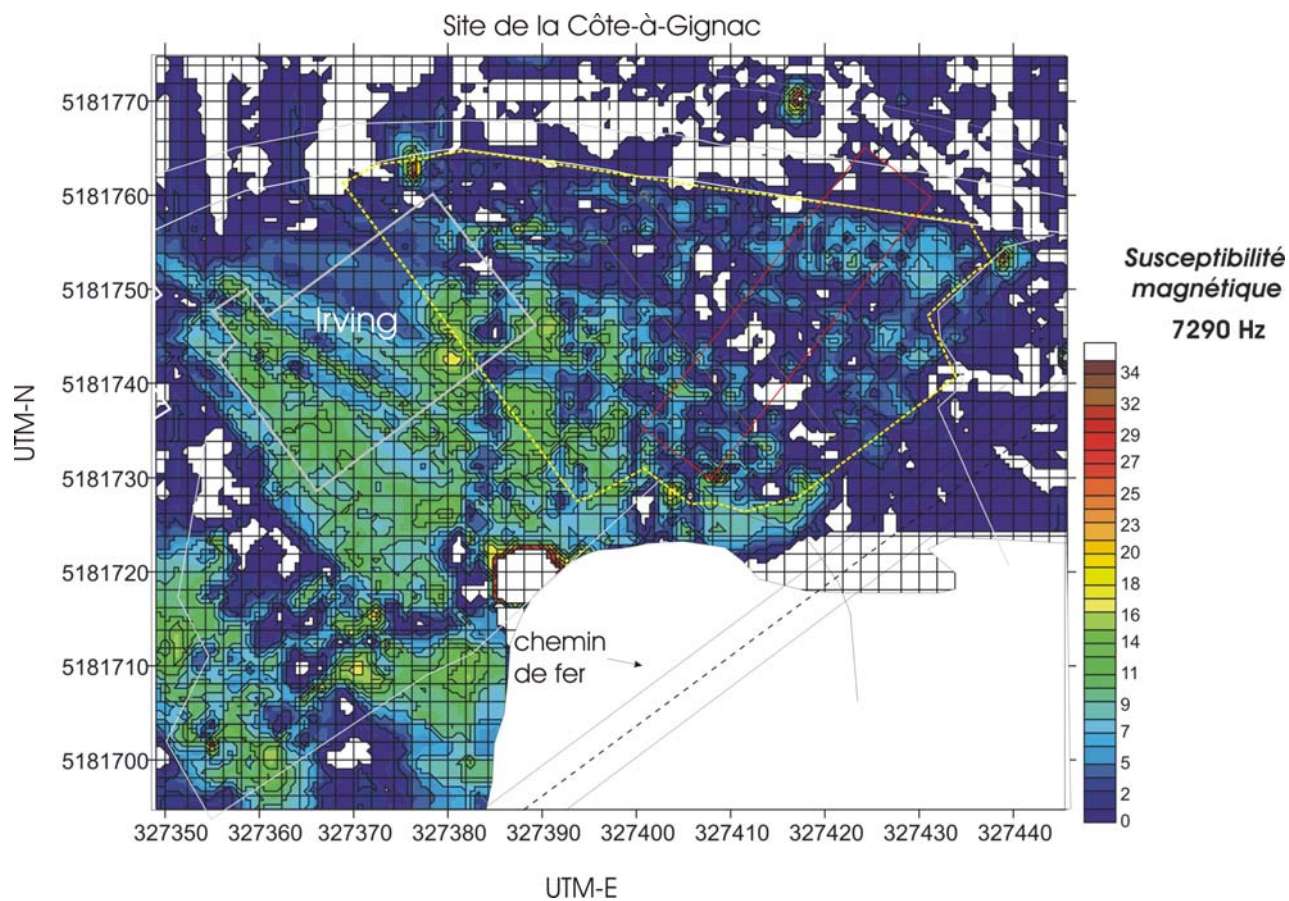 Site de la Côte-à-Gignac
5181770
5181760
5181750
5181740
5181730
5181720
5181710
5181700
UTM-N
Irving
chemin
de fer
327350 327360 327370 327380 327390 327400 327410 327420 327430 327440
UTM-E
Susceptibilité
magnétique
7290 Hz
34
32
29
27
25
23
20
18
16
14
11
9
7
5
2
0